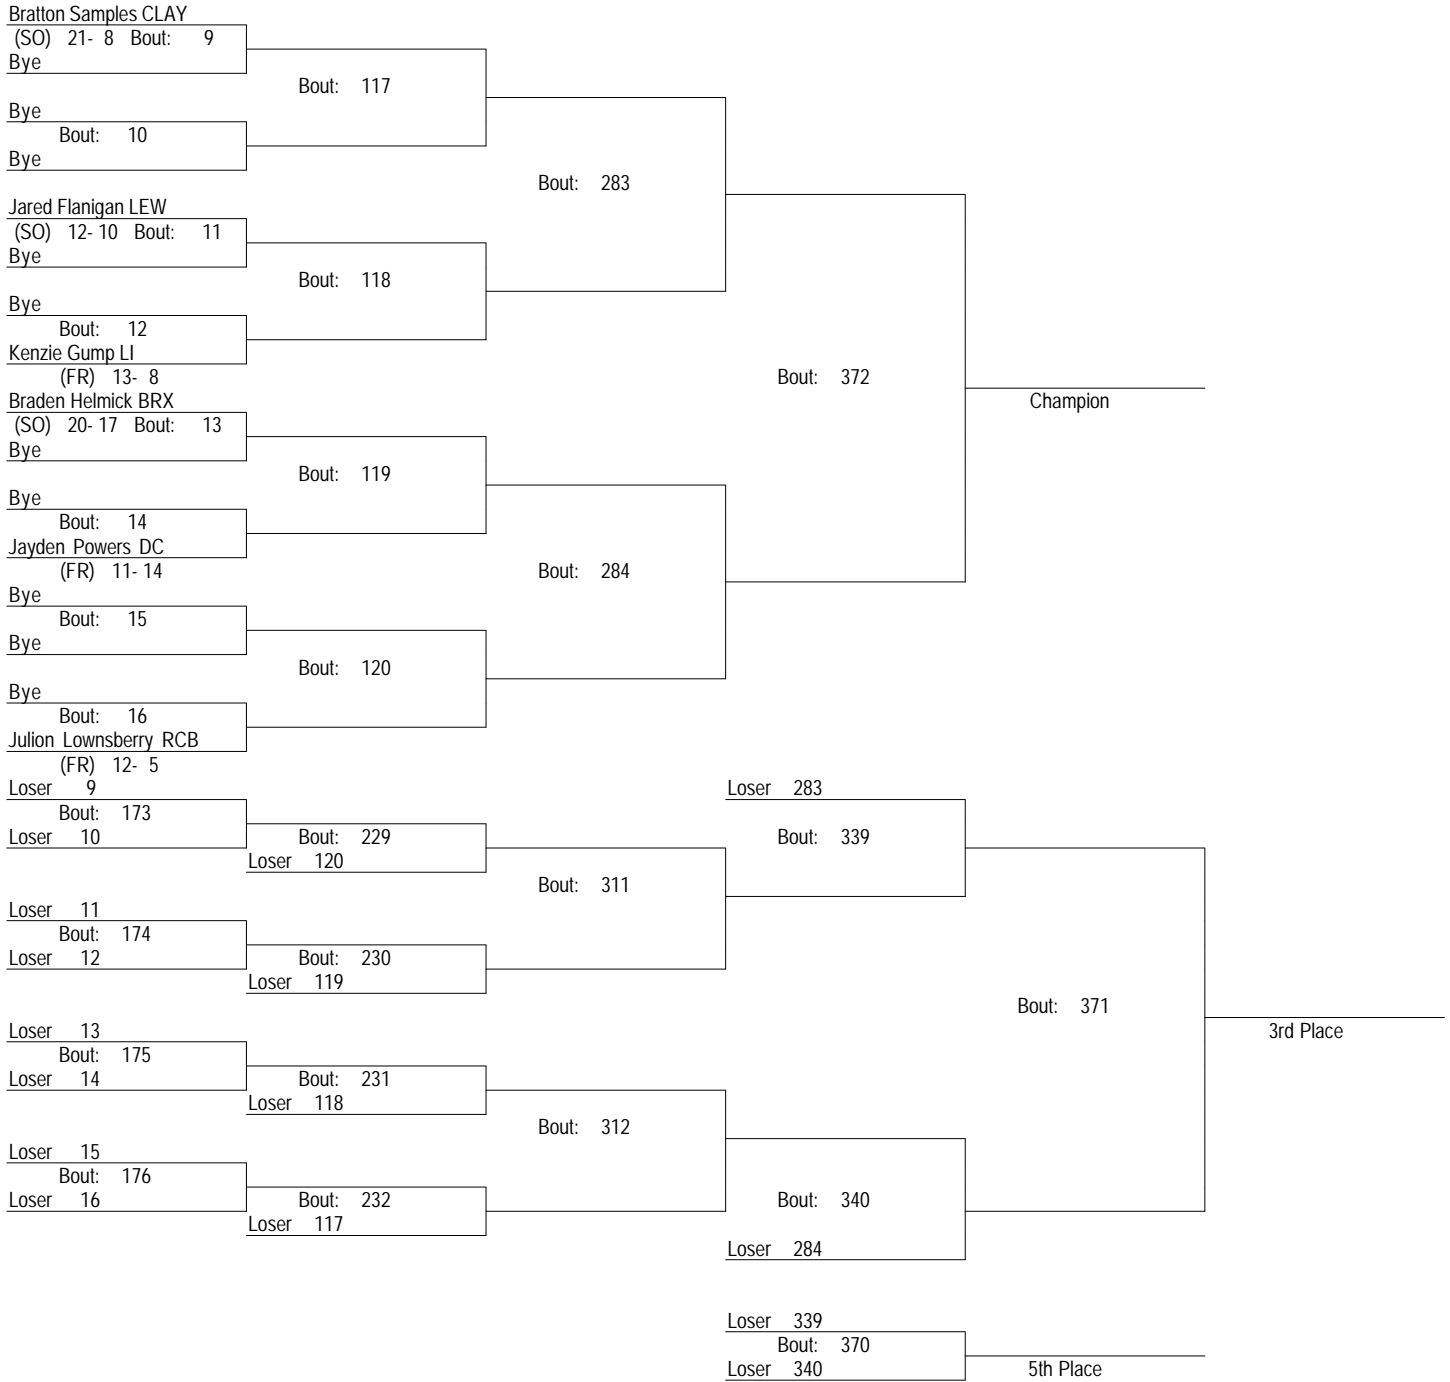 Bratton Samples CLAY
(SO) 21- 8 Bout: 9
Bye
Bout: 117
Bye
Bout: 10
Bye
Bout: 283
Jared Flanigan LEW
(SO) 12- 10 Bout: 11
Bye
Bout: 118
Bye
Bout: 12
Kenzie Gump LI
(FR) 13- 8
Bout: 372
Champion
Braden Helmick BRX
(SO) 20- 17 Bout: 13
Bye
Bout: 119
Bye
Bout: 14
Jayden Powers DC
(FR) 11- 14
Bout: 284
Bye
Bout: 15
Bye
Bout: 120
Bye
Bout: 16
Julion Lownsberry RCB
(FR) 12- 5
Loser 9
Bout: 173
Loser 10
Bout: 229
Loser 120
Loser 283
Bout: 339
Bout: 311
Loser 11
Bout: 174
Loser 12
Bout: 230
Loser 119
Bout: 371
3rd Place
Loser 13
Bout: 175
Loser 14
Bout: 231
Loser 118
Bout: 312
Loser 15
Bout: 176
Loser 16
Bout: 232
Loser 117
Bout: 340
Loser 284
Loser 339
Bout: 370
Loser 340
5th Place